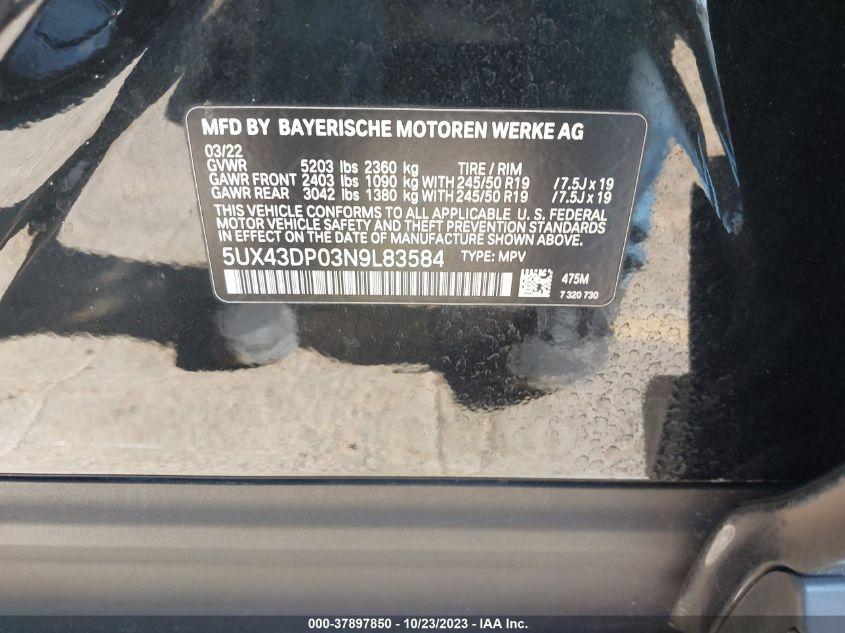 MFD BY BAYERISCHE MOTOREN WERKE AG
03/22
GVWR 5203 lbs 2360 kg TIRE / RIM
GAWR FRONT 2403 lbs 1090 kg WITH 245/50 R19 / 7.5J x 19
GAWR REAR 3042 lbs 1380 kg WITH 245/50 R19 / 7.5J x 19
THIS VEHICLE CONFORMS TO ALL APPLICABLE U. S. FEDERAL
MOTOR VEHICLE SAFETY AND THEFT PREVENTION STANDARDS
IN EFFECT ON THE DATE OF MANUFACTURE SHOWN ABOVE.
5UX43DP03N9L83584 TYPE: MPV
475M
7 320 730
000-37897850 - 10/23/2023 - IAA Inc.